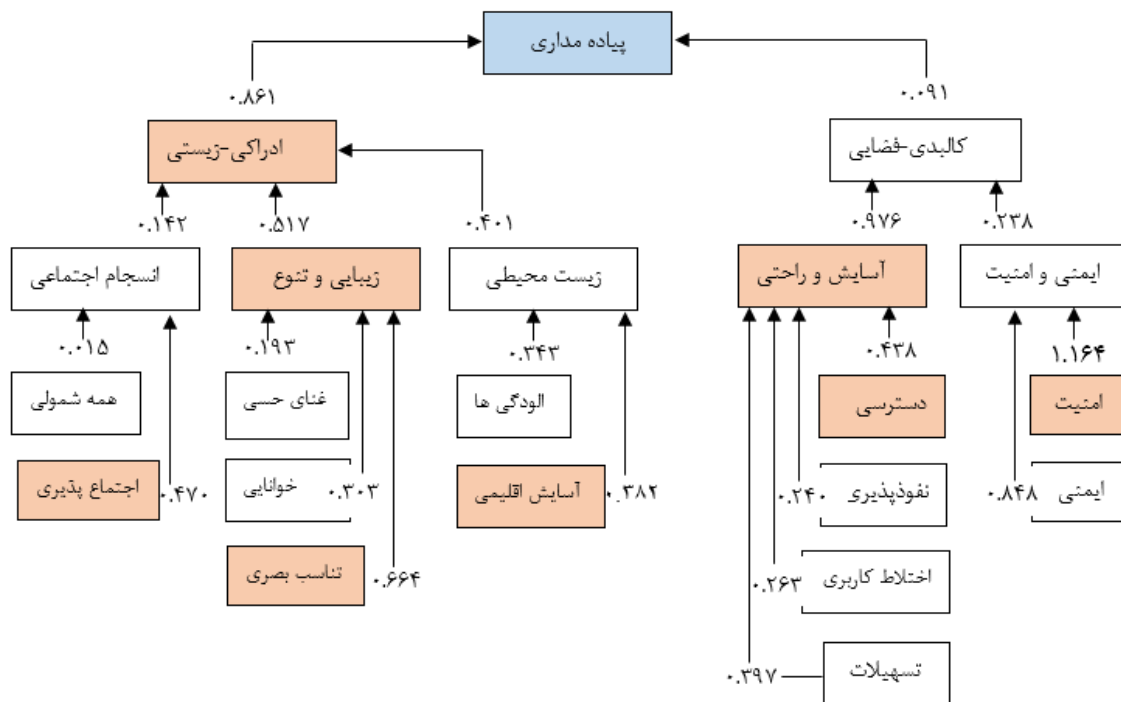 پیاده مداری
۰.۸۶۱
۰.۰۹۱
ادراکی-زیستی
کالبدی-فضایی
۰.۱۴۲
۰.۵۱۷
۰.۴۰۱
۰.۹۷۶
۰.۲۳۸
انسجام اجتماعی
زیبایی و تنوع
زیست محیطی
آسایش و راحتی
ایمنی و امنیت
۰.۰۱۵
۰.۱۹۳
۰.۳۴۳
۰.۴۳۸
۱.۱۶۴
همه شمولی
غنای حسی
الودگی ها
دسترسی
امنیت
اجتماع پذیری
۰.۴۷۰
خوانایی
۰.۳۰۳
آسایش اقلیمی
۰.۳۸۲
۰.۲۴۰
نفوذپذیری
۰.۸۴۸
ایمنی
تناسب بصری
۰.۶۶۴
۰.۲۶۳
اختلاط کاربری
۰.۳۹۷
تسهیلات